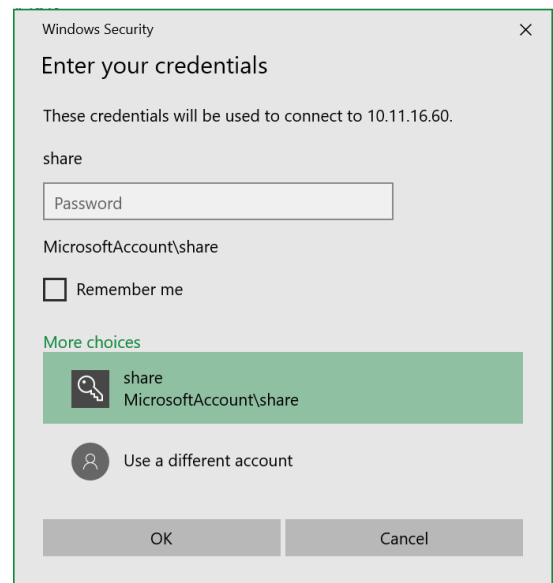 Windows Security
Enter your credentials
These credentials will be used to connect to 10.11.16.60.
share
Password
MicrosoftAccount\share
Remember me
More choices
share
MicrosoftAccount\share
Use a different account
OK
Cancel